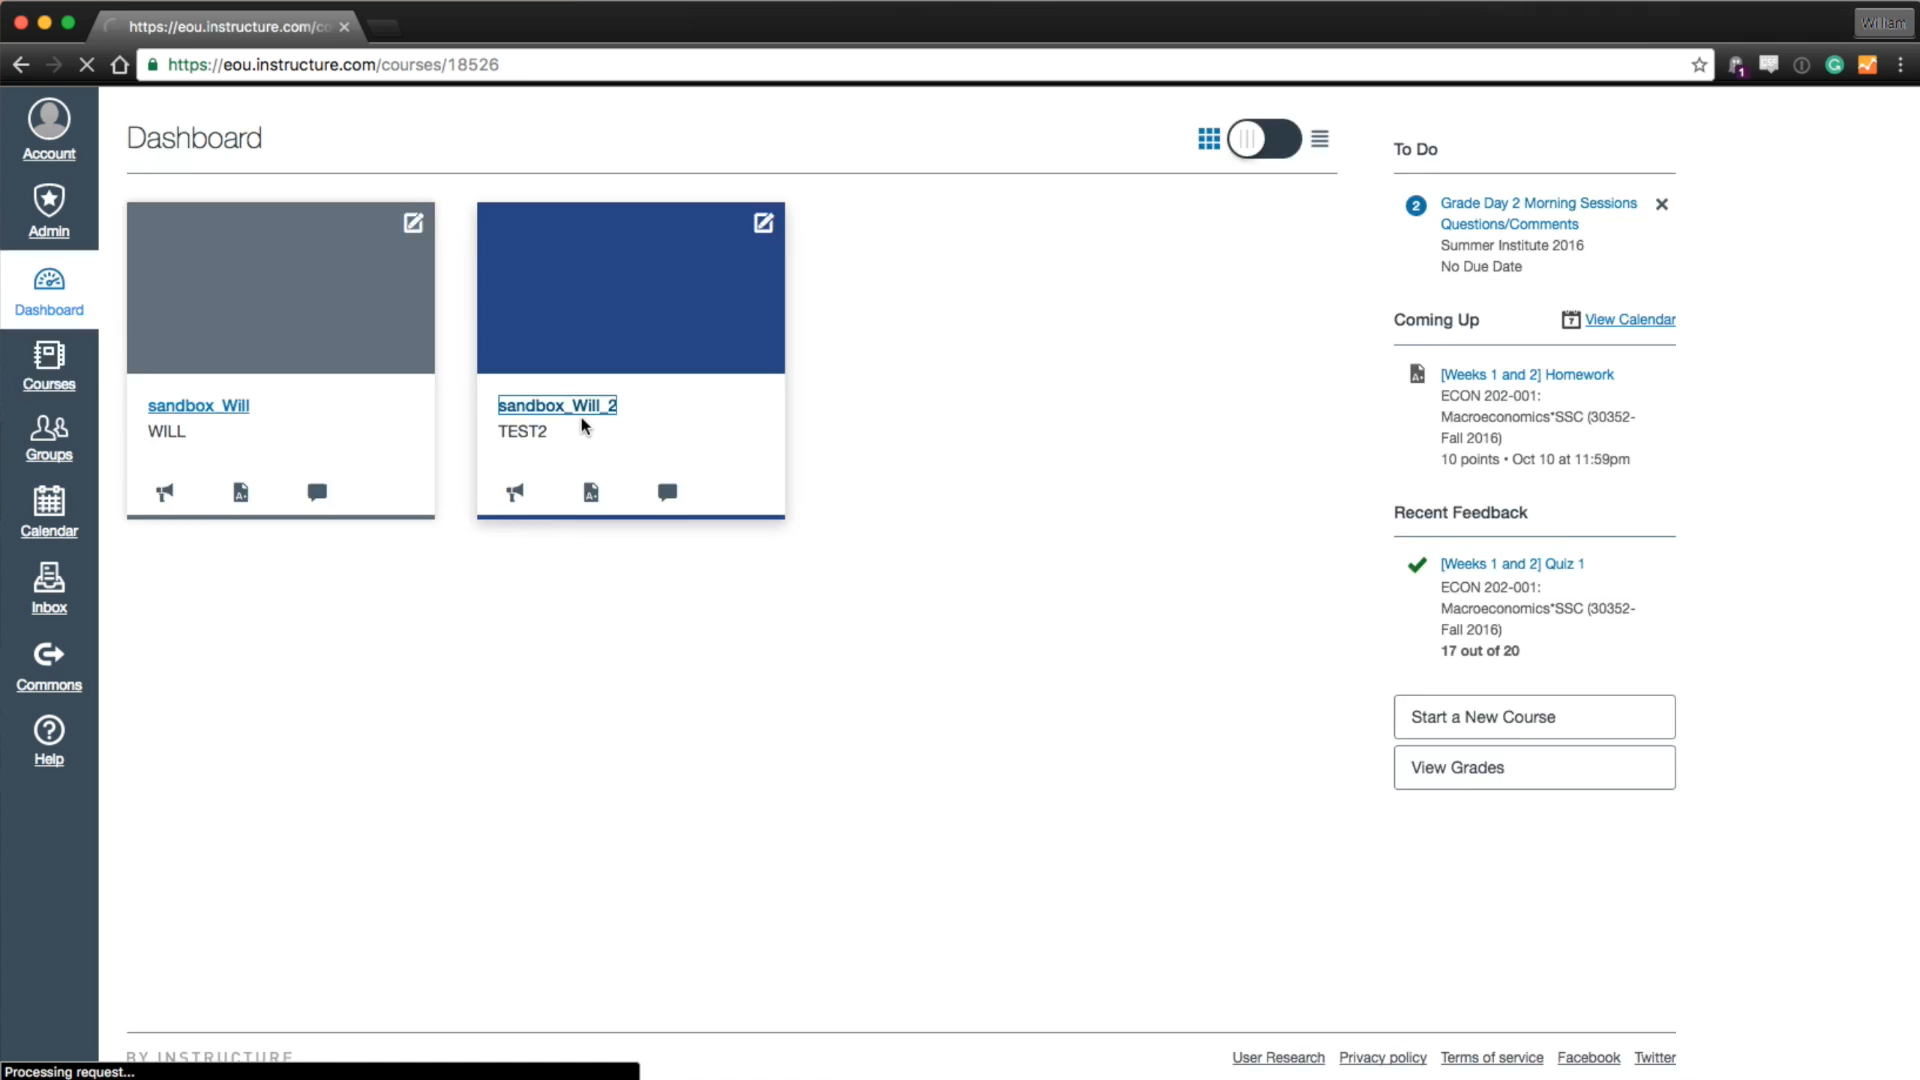 https://eou.instructure.com/co
William
https://eou.instructure.com/courses/18526
1
Account
Admin
Dashboard
Courses
Groups
Calendar
Inbox
Commons
Help
Dashboard
sandbox_Will
WILL
sandbox_Will_2
TEST2
To Do
2
Grade Day 2 Morning Sessions
Questions/Comments
Summer Institute 2016
No Due Date
Coming Up
7
View Calendar
[Weeks 1 and 2] Homework
ECON 202-001:
Macroeconomics*SSC (30352-
Fall 2016)
10 points • Oct 10 at 11:59pm
Recent Feedback
[Weeks 1 and 2] Quiz 1
ECON 202-001:
Macroeconomics*SSC (30352-
Fall 2016)
17 out of 20
Start a New Course
View Grades
BY INSTRUCTURE
User Research
Privacy policy
Terms of service
Facebook
Twitter
Processing request...